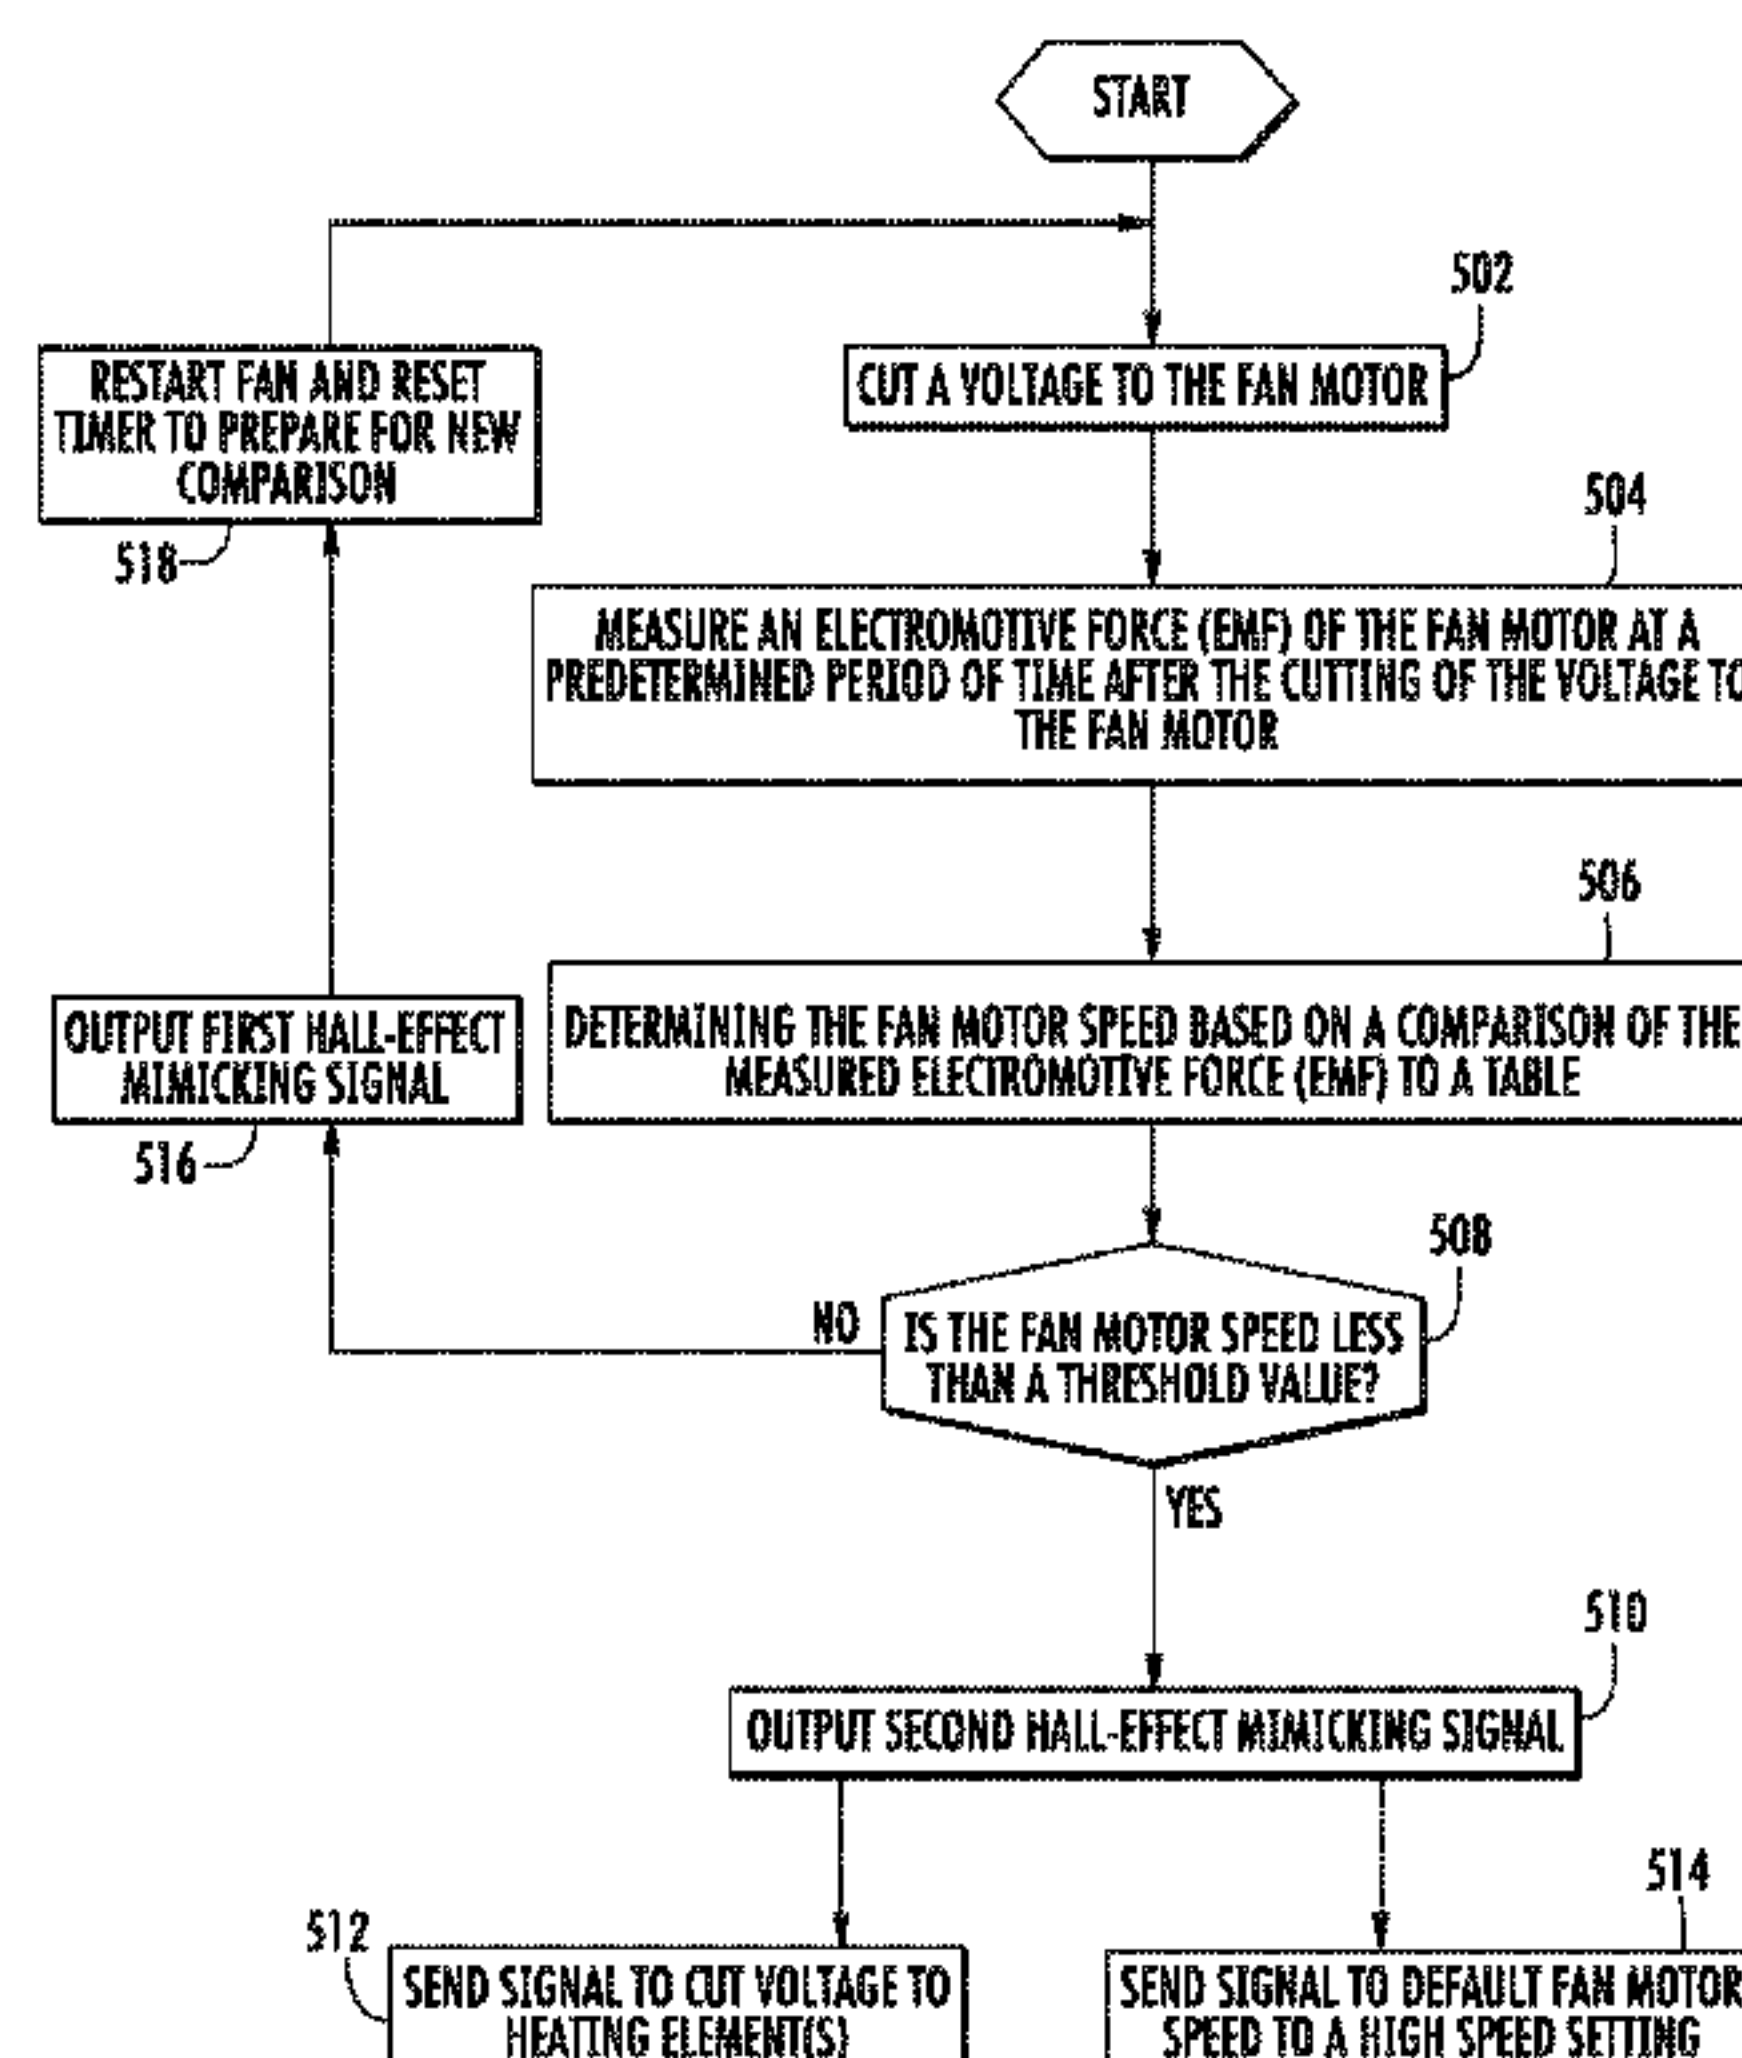 START
502
CUT A VOLTAGE TO THE FAN MOTOR
RESTART FAN AND RESET
TIMER TO PREPARE FOR NEW
COMPARISON
518
504
MEASURE AN ELECTROMOTIVE FORCE (EMF) OF THE FAN MOTOR AT A
PREDETERMINED PERIOD OF TIME AFTER THE CUTTING OF THE VOLTAGE TO
THE FAN MOTOR
506
DETERMINING THE FAN MOTOR SPEED BASED ON A COMPARISON OF THE
MEASURED ELECTROMOTIVE FORCE (EMF) TO A TABLE
OUTPUT FIRST HALL-EFFECT
MIMICKING SIGNAL
516
508
NO
IS THE FAN MOTOR SPEED LESS
THAN A THRESHOLD VALUE?
YES
510
OUTPUT SECOND HALL-EFFECT MIMICKING SIGNAL
512
SEND SIGNAL TO CUT VOLTAGE TO
HEATING ELEMENT(S)
514
SEND SIGNAL TO DEFAULT FAN MOTOR
SPEED TO A HIGH SPEED SETTING